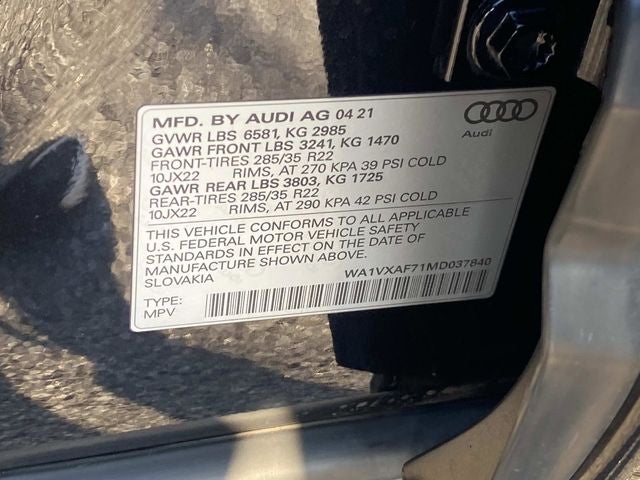 MFD. BY AUDI AG 04 21
GVWR LBS 6581, KG 2985
GAWR FRONT LBS 3241, KG 1470
FRONT-TIRES 285/35 R22
10JX22 RIMS, AT 270 KPA 39 PSI COLD
GAWR REAR LBS 3803, KG 1725
REAR-TIRES 285/35 R22
10JX22 RIMS, AT 290 KPA 42 PSI COLD
Audi
THIS VEHICLE CONFORMS TO ALL APPLICABLE
U.S. FEDERAL MOTOR VEHICLE SAFETY
STANDARDS IN EFFECT ON THE DATE OF
MANUFACTURE SHOWN ABOVE.
SLOVAKIA
WA1VXAF71MD037840
TYPE:
MPV